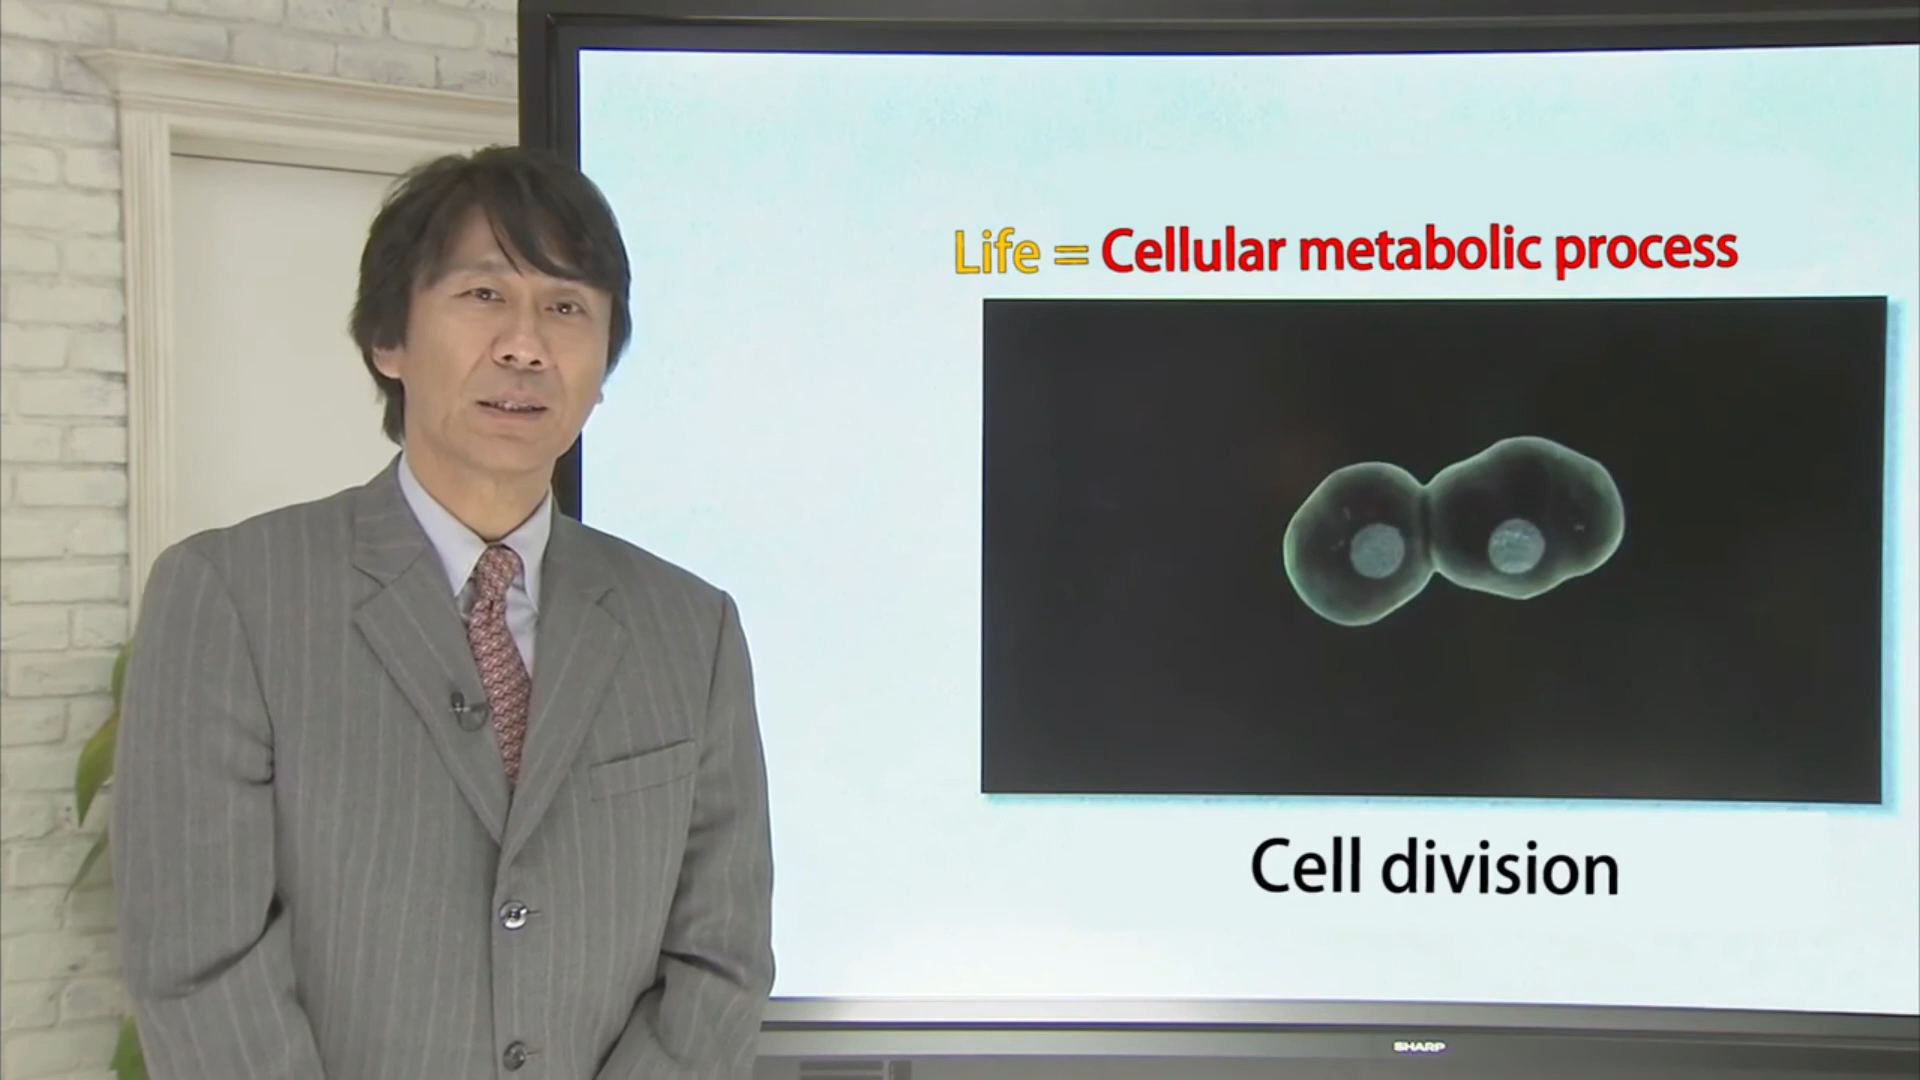 Life = Cellular metabolic process
Cell division
SHARP